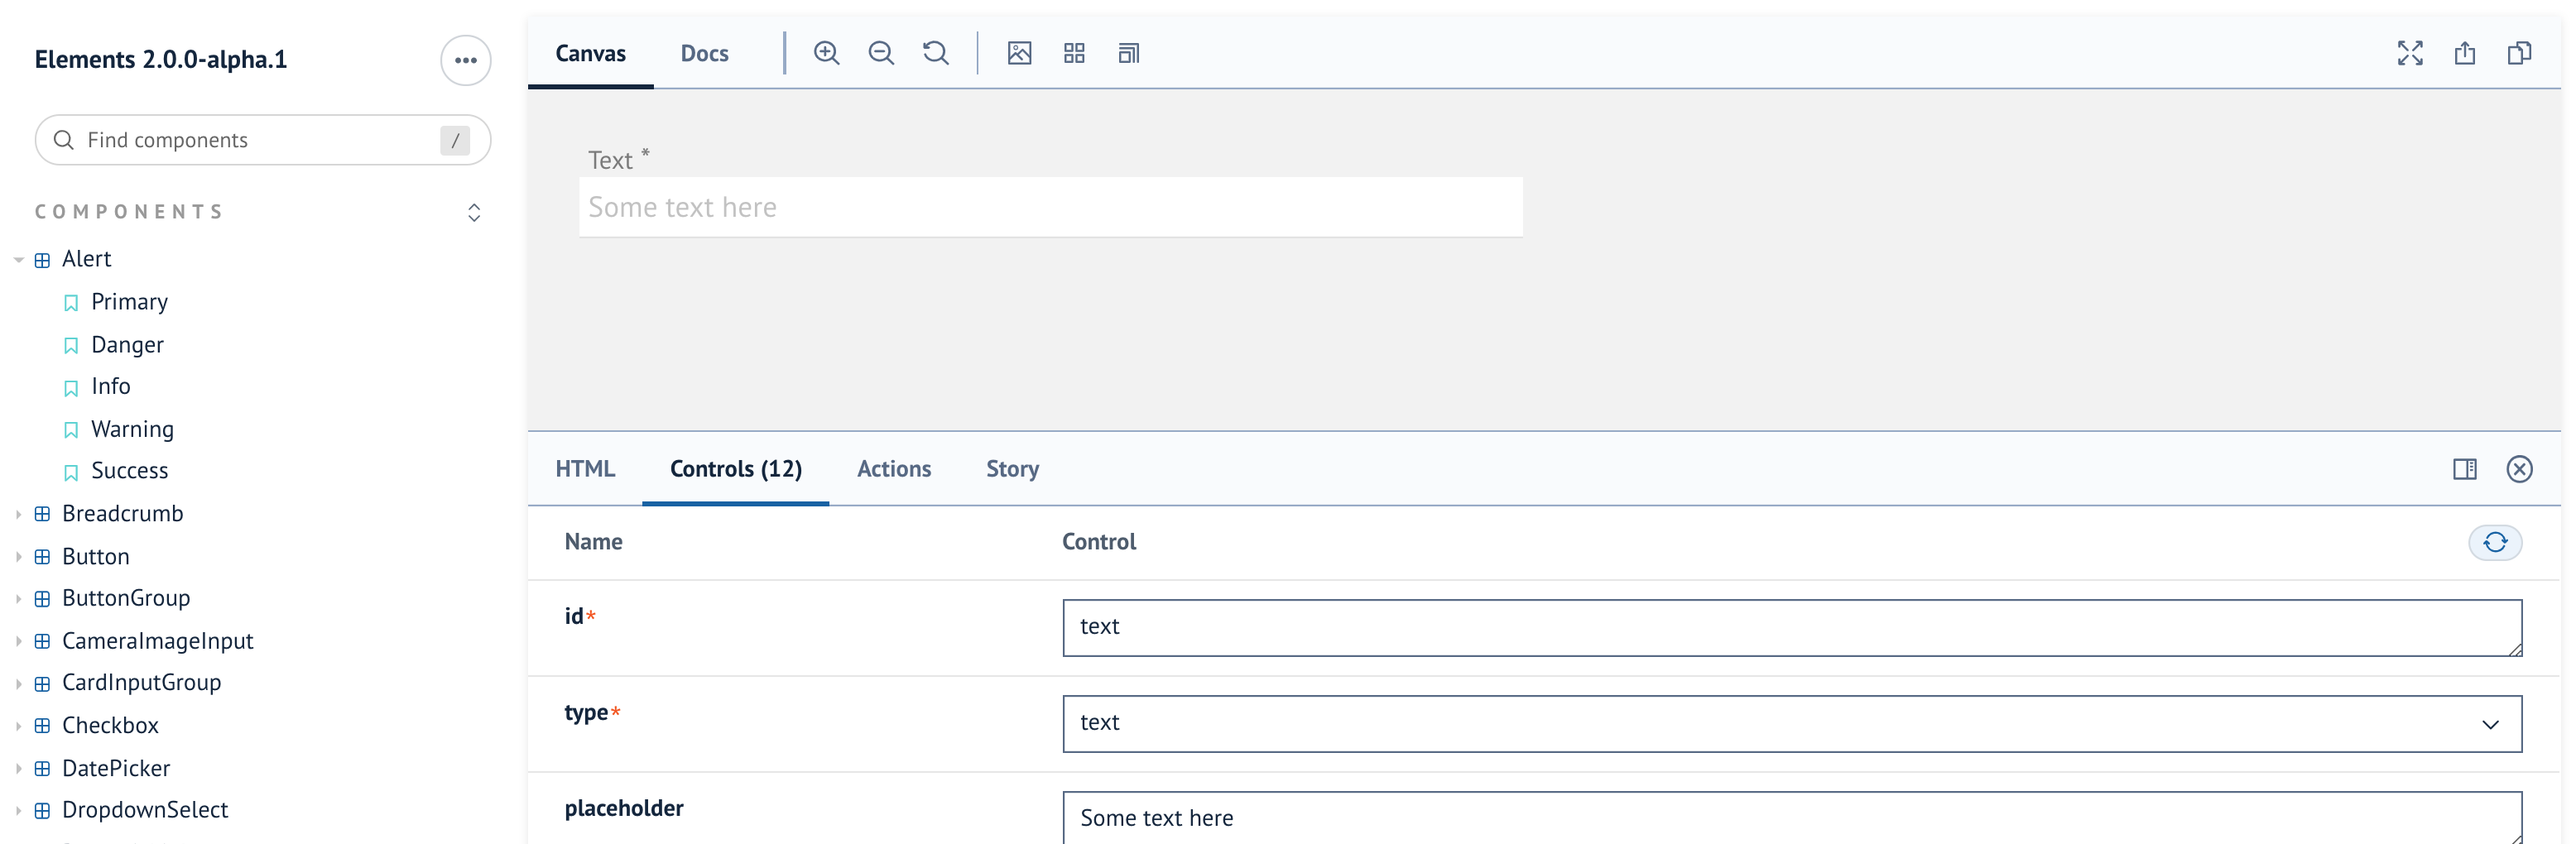 Elements 2.0.0-alpha.1
Find components /
COMPONENTS
Alert
Primary
Danger
Info
Warning
Success
Breadcrumb
Button
ButtonGroup
CameraImageInput
CardInputGroup
Checkbox
DatePicker
DropdownSelect
Canvas Docs
Text *
Some text here
HTML Controls (12) Actions Story
Name Control
id* text
type* text
placeholder Some text here